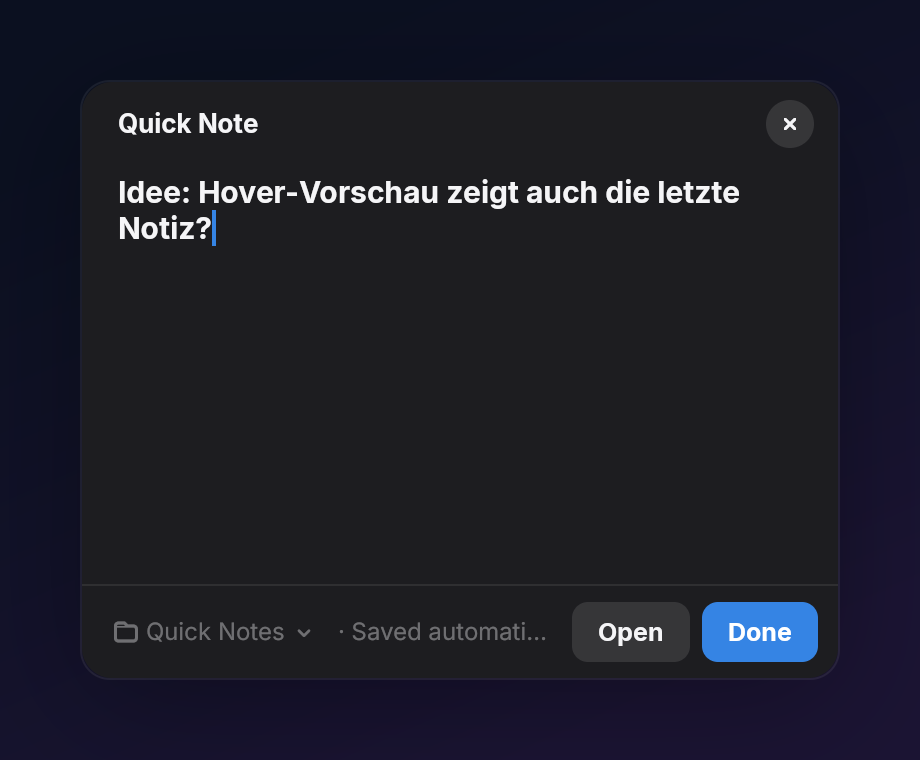 Quick Note
Idee: Hover-Vorschau zeigt auch die letzte
Notiz?
Quick Notes · Saved automati... Open Done